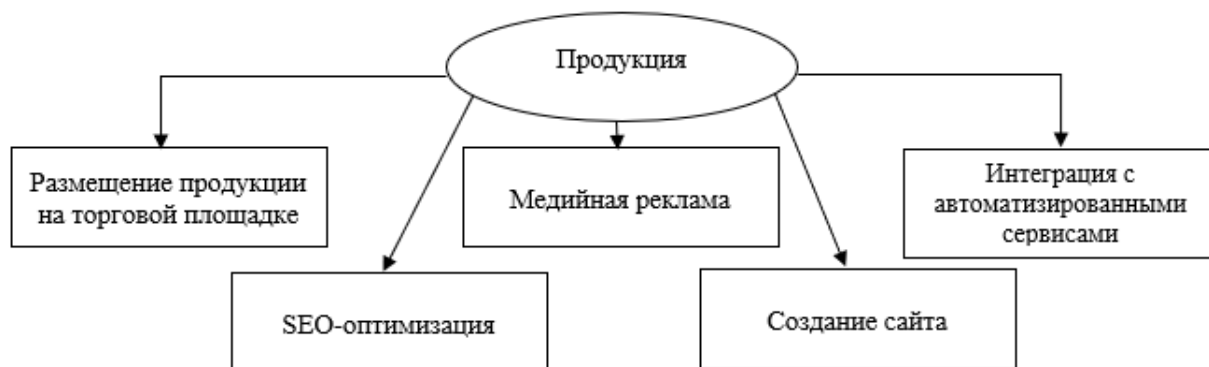 Продукция
Размещение продукции
на торговой площадке
Медийная реклама
Интеграция с
автоматизированными
сервисами
SEO-оптимизация
Создание сайта